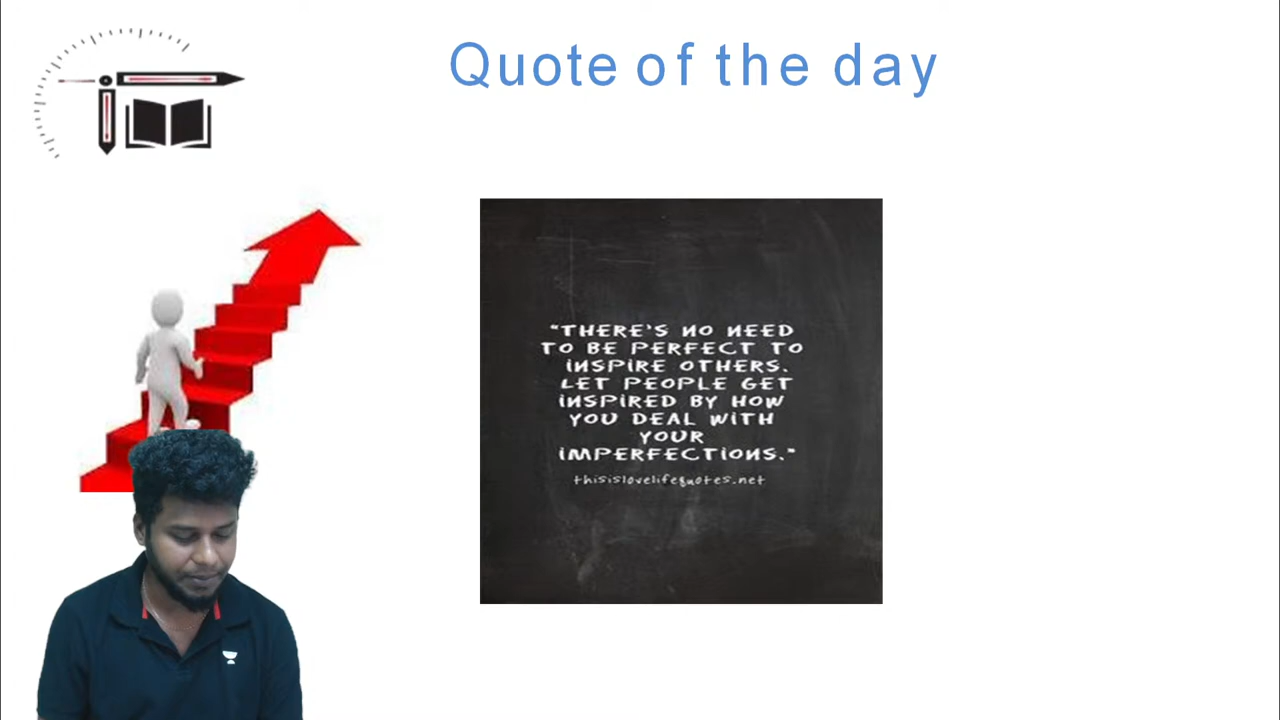 Quote of the day
"THERE'S NO NEED
TO BE PERFECT TO
INSPIRE OTHERS.
LET PEOPLE GET
INSPIRED BY HOW
YOU DEAL WITH
YOUR
IMPERFECTIONS."
thisislovelifequotes.net